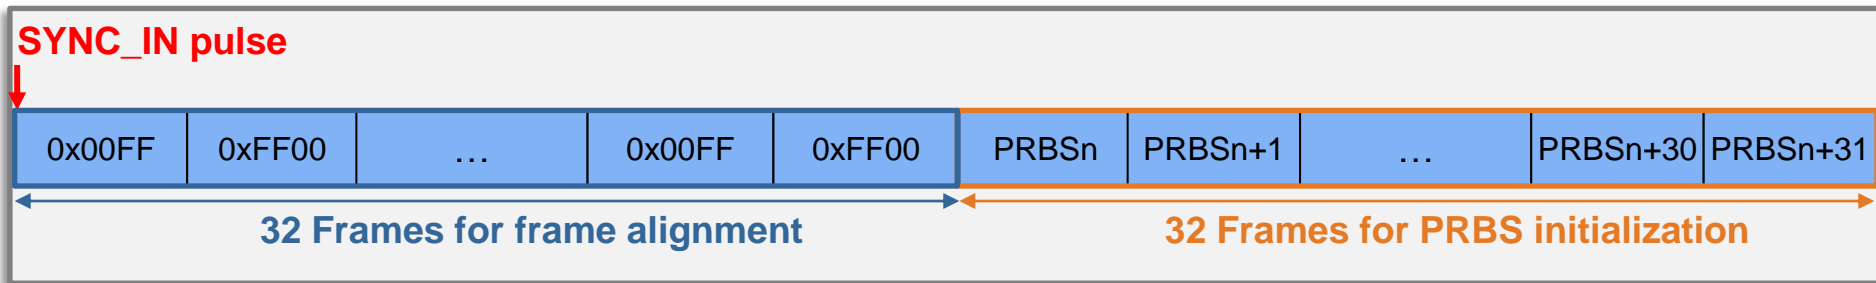 SYNC_IN pulse
0x00FF 0xFF00 ... 0x00FF 0xFF00 PRBSn PRBSn+1 ... PRBSn+30 PRBSn+31
32 Frames for frame alignment 32 Frames for PRBS initialization